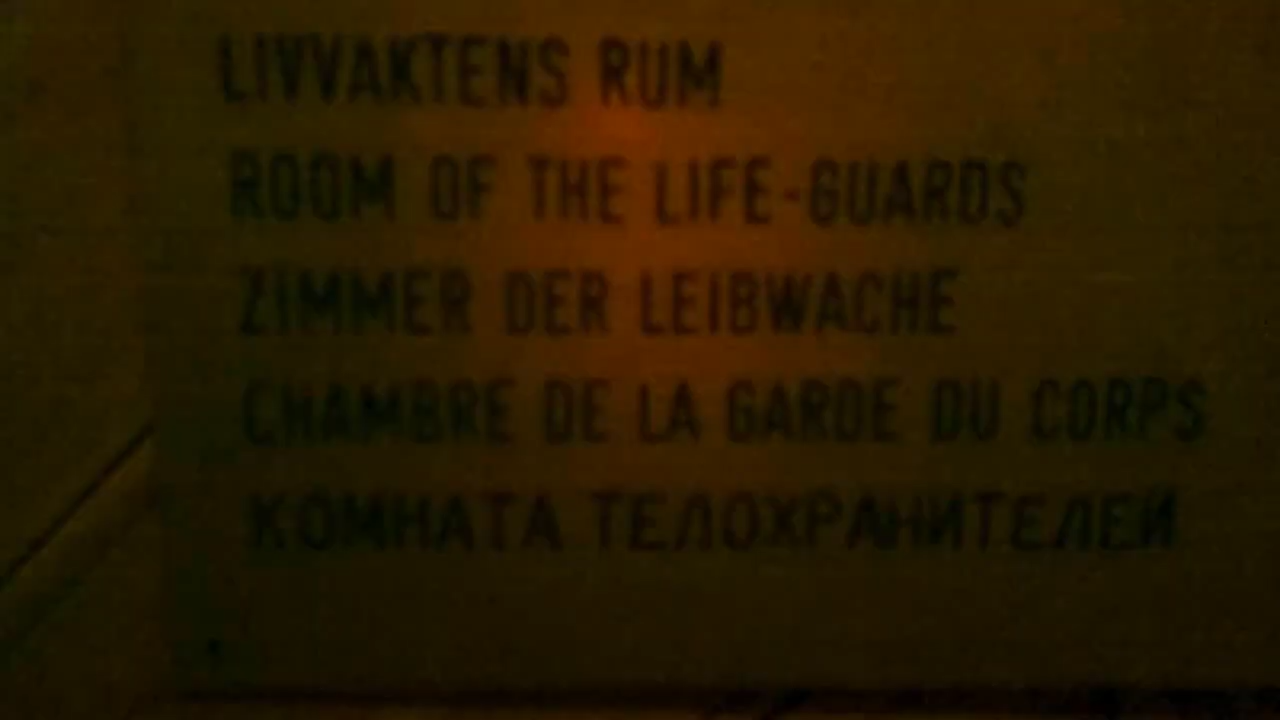 LIVVAKTENS RUM
ROOM OF THE LIFE-GUARDS
ZIMMER DER LEIBWACHE
CHAMBRE DE LA GARDE DU CORPS
КОМНАТА ТЕЛОХРАНИТЕЛЕЙ